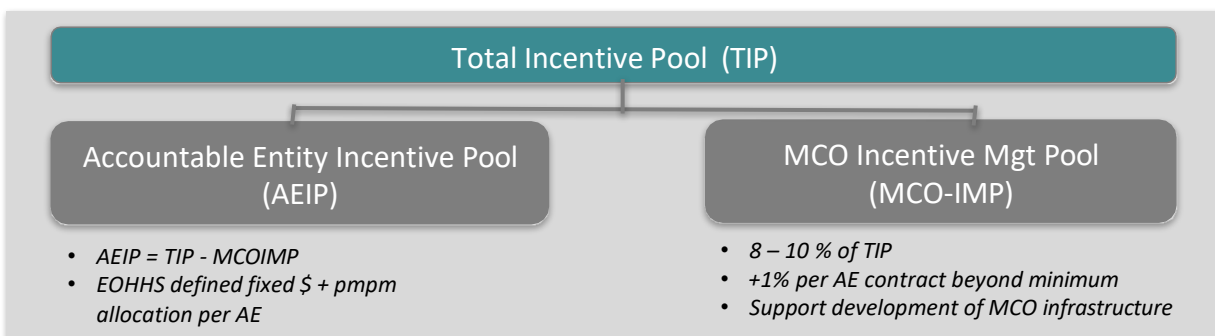 Total Incentive Pool (TIP)
Accountable Entity Incentive Pool
(AEIP)
• AEIP = TIP - MCOIMP
• EOHHS defined fixed $ + pmpm
allocation per AE
MCO Incentive Mgt Pool
(MCO-IMP)
• 8 – 10 % of TIP
• +1% per AE contract beyond minimum
• Support development of MCO infrastructure